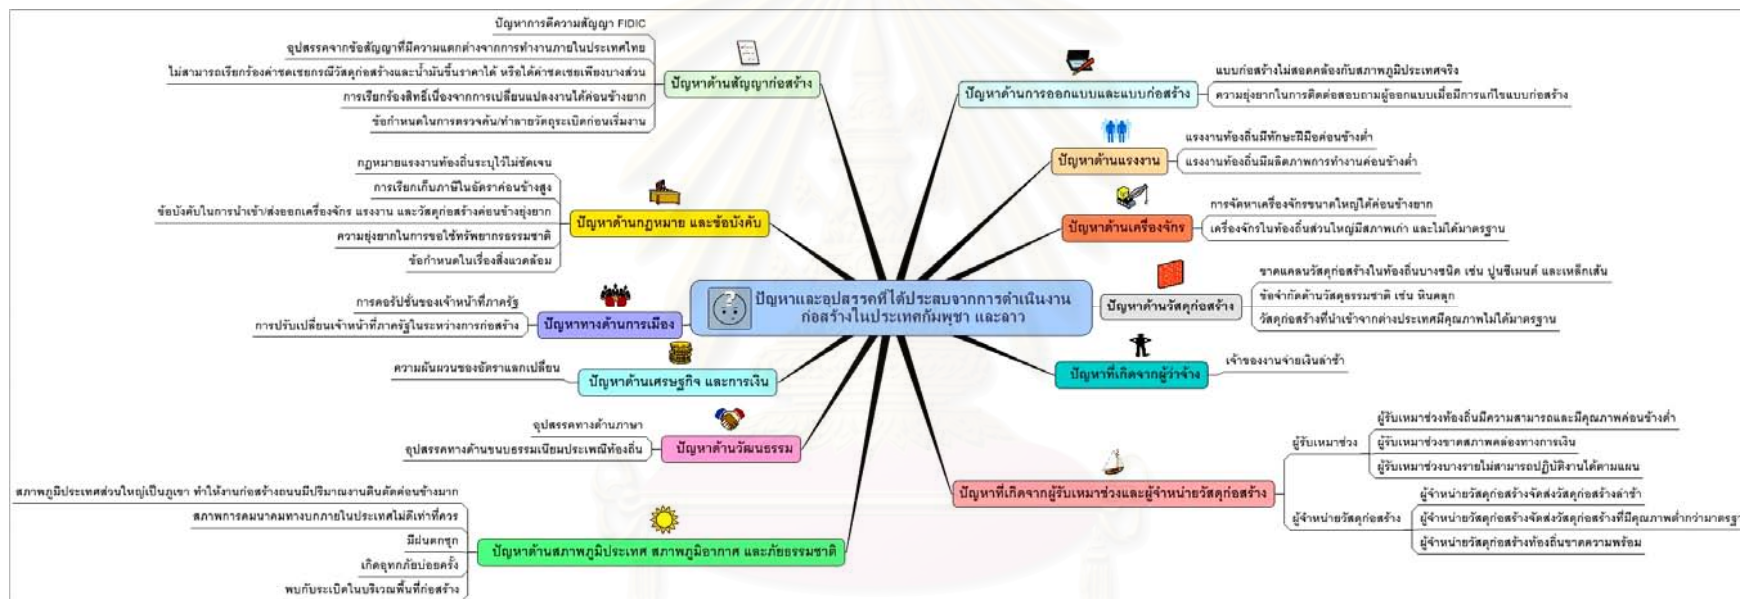 ปัญหาและอุปสรรคที่ได้ประสบจากการดำเนินงาน
ก่อสร้างในประเทศกัมพูชา และลาว
ปัญหาด้านสัญญาก่อสร้าง
ปัญหาการตีความสัญญา FIDIC
อุปสรรคจากข้อสัญญาที่มีความแตกต่างจากการทำงานภายในประเทศไทย
ไม่สามารถเรียกร้องค่าชดเชยกรณีวัสดุก่อสร้างและน้ำมันขึ้นราคาได้ หรือได้ค่าชดเชยเพียงบางส่วน
การเรียกร้องสิทธิ์เนื่องจากการเปลี่ยนแปลงงานได้ค่อนข้างยาก
ข้อกำหนดในการตรวจค้น/ทำลายวัตถุระเบิดก่อนเริ่มงาน
ปัญหาด้านกฎหมาย และข้อบังคับ
กฎหมายแรงงานท้องถิ่นระบุไว้ไม่ชัดเจน
การเรียกเก็บภาษีในอัตราค่อนข้างสูง
ข้อบังคับในการนำเข้า/ส่งออกเครื่องจักร แรงงาน และวัสดุก่อสร้างค่อนข้างยุ่งยาก
ความยุ่งยากในการขอใช้ทรัพยากรธรรมชาติ
ข้อกำหนดในเรื่องสิ่งแวดล้อม
ปัญหาทางด้านการเมือง
การคอรัปชั่นของเจ้าหน้าที่ภาครัฐ
การปรับเปลี่ยนเจ้าหน้าที่ภาครัฐในระหว่างการก่อสร้าง
ปัญหาด้านเศรษฐกิจ และการเงิน
ความผันผวนของอัตราแลกเปลี่ยน
ปัญหาด้านวัฒนธรรม
อุปสรรคทางด้านภาษา
อุปสรรคทางด้านขนบธรรมเนียมประเพณีท้องถิ่น
ปัญหาด้านสภาพภูมิประเทศ สภาพภูมิอากาศ และภัยธรรมชาติ
สภาพภูมิประเทศส่วนใหญ่เป็นภูเขา ทำให้งานก่อสร้างถนนมีปริมาณงานดินตัดค่อนข้างมาก
สภาพการคมนาคมทางบกภายในประเทศไม่ดีเท่าที่ควร
มีฝนตกชุก
เกิดอุทกภัยบ่อยครั้ง
พบกับระเบิดในบริเวณพื้นที่ก่อสร้าง
ปัญหาด้านการออกแบบและแบบก่อสร้าง
แบบก่อสร้างไม่สอดคล้องกับสภาพภูมิประเทศจริง
ความยุ่งยากในการติดต่อสอบถามผู้ออกแบบเมื่อมีการแก้ไขแบบก่อสร้าง
ปัญหาด้านแรงงาน
แรงงานท้องถิ่นมีทักษะฝีมือค่อนข้างต่ำ
แรงงานท้องถิ่นมีผลิตภาพการทำงานค่อนข้างต่ำ
ปัญหาด้านเครื่องจักร
การจัดหาเครื่องจักรขนาดใหญ่ได้ค่อนข้างยาก
เครื่องจักรในท้องถิ่นส่วนใหญ่มีสภาพเก่า และไม่ได้มาตรฐาน
ปัญหาด้านวัสดุก่อสร้าง
ขาดแคลนวัสดุก่อสร้างในท้องถิ่นบางชนิด เช่น ปูนซีเมนต์ และเหล็กเส้น
ข้อจำกัดด้านวัสดุธรรมชาติ เช่น หินคลุก
วัสดุก่อสร้างที่นำเข้าจากต่างประเทศมีคุณภาพไม่ได้มาตรฐาน
ปัญหาที่เกิดจากผู้ว่าจ้าง
เจ้าของงานจ่ายเงินล่าช้า
ปัญหาที่เกิดจากผู้รับเหมาช่วงและผู้จำหน่ายวัสดุก่อสร้าง
ผู้รับเหมาช่วง
ผู้รับเหมาช่วงท้องถิ่นมีความสามารถและมีคุณภาพค่อนข้างต่ำ
ผู้รับเหมาช่วงขาดสภาพคล่องทางการเงิน
ผู้รับเหมาช่วงบางรายไม่สามารถปฏิบัติงานได้ตามแผน
ผู้จำหน่ายวัสดุก่อสร้าง
ผู้จำหน่ายวัสดุก่อสร้างจัดส่งวัสดุก่อสร้างล่าช้า
ผู้จำหน่ายวัสดุก่อสร้างจัดส่งวัสดุก่อสร้างที่มีคุณภาพต่ำกว่ามาตรฐา
ผู้จำหน่ายวัสดุก่อสร้างท้องถิ่นขาดความพร้อม